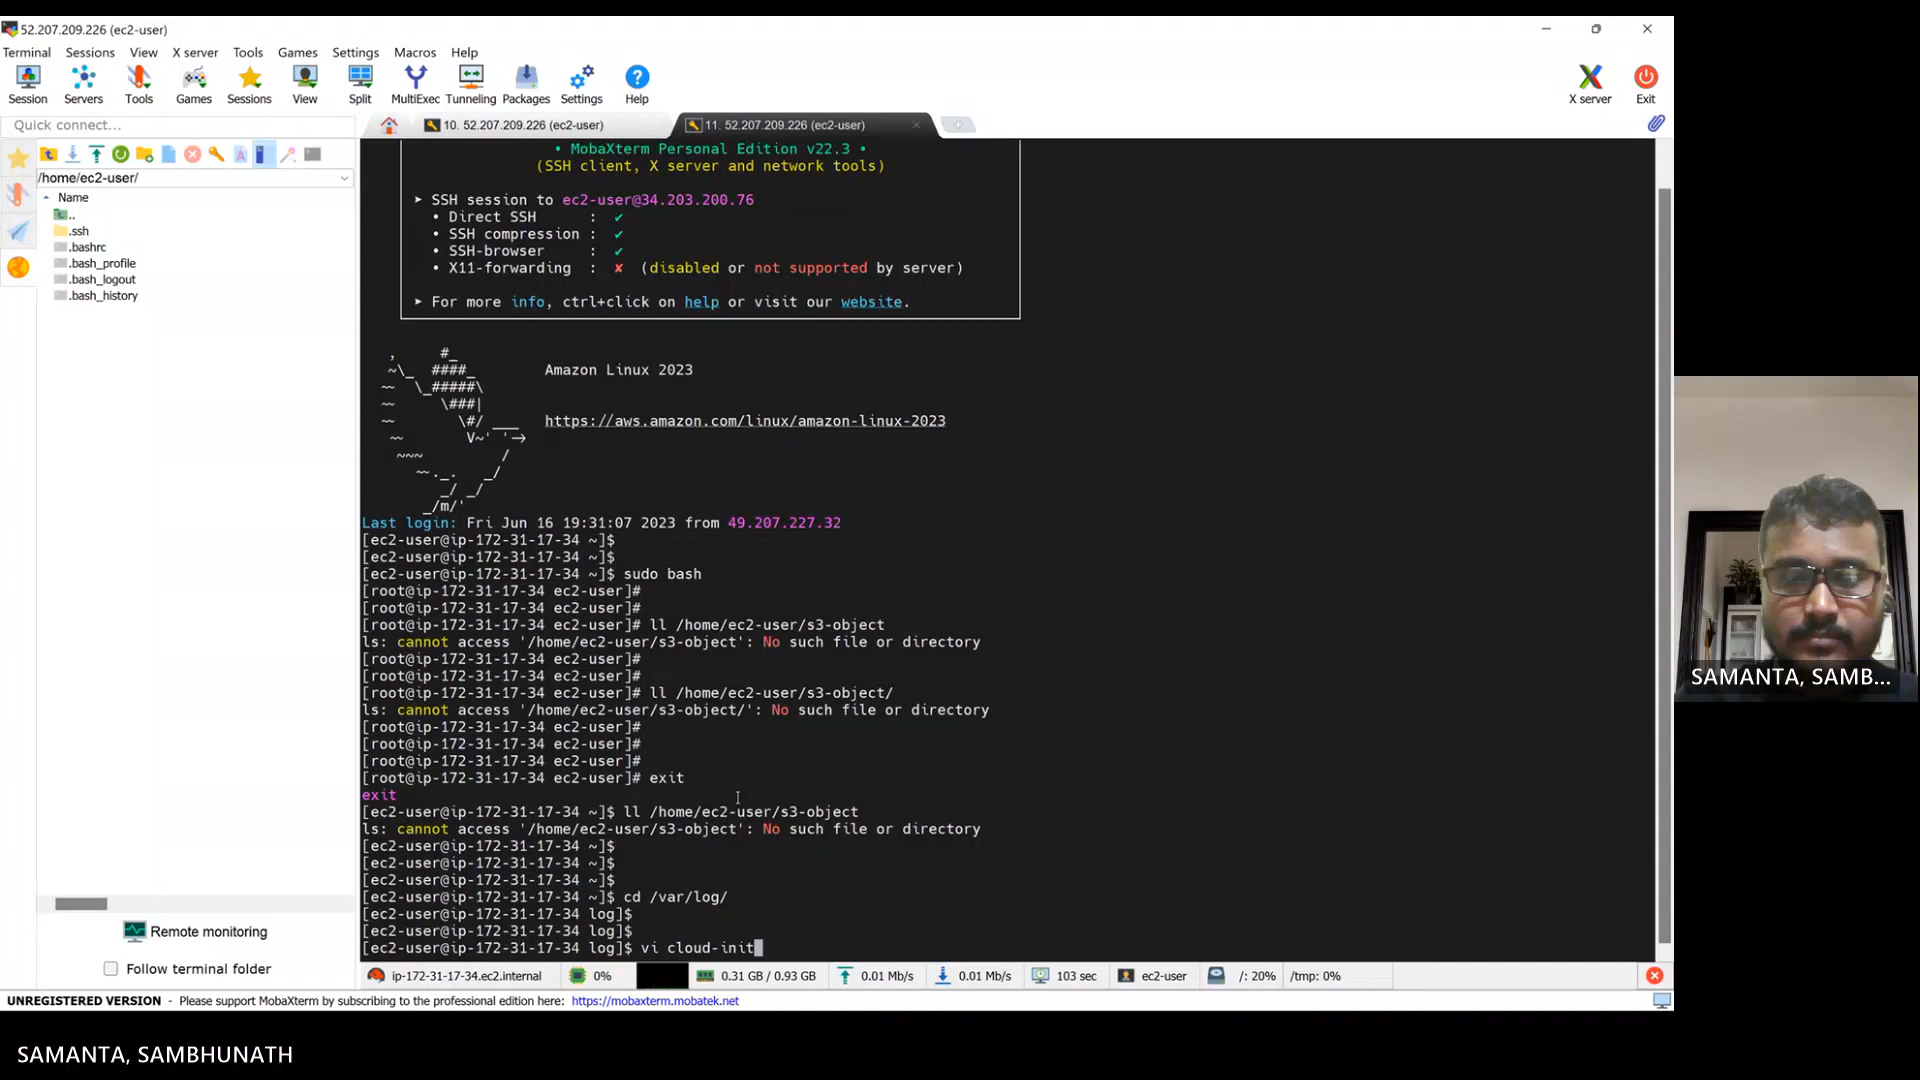 52.207.209.226 (ec2-user)
Terminal Sessions View X server Tools Games Settings Macros Help
Session Servers Tools Games Sessions View Split MultiExec Tunneling Packages Settings Help X server Exit
Quick connect...
10. 52.207.209.226 (ec2-user)
11. 52.207.209.226 (ec2-user)
/home/ec2-user/
Name
..
.ssh
.bashrc
.bash_profile
.bash_logout
.bash_history
• MobaXterm Personal Edition v22.3 •
(SSH client, X server and network tools)
➤ SSH session to ec2-user@34.203.200.76
• Direct SSH : ✔
• SSH compression : ✔
• SSH-browser : ✔
• X11-forwarding : ✘ (disabled or not supported by server)
➤ For more info, ctrl+click on help or visit our website.
, #_
~\_ ####_ Amazon Linux 2023
~~ \_#####\
~~ \###|
~~ \#/ ___ https://aws.amazon.com/linux/amazon-linux-2023
~~ V~' '->
~~~ /
~~._. _/
_/ _/
_/m/'
Last login: Fri Jun 16 19:31:07 2023 from 49.207.227.32
[ec2-user@ip-172-31-17-34 ~]$
[ec2-user@ip-172-31-17-34 ~]$
[ec2-user@ip-172-31-17-34 ~]$ sudo bash
[root@ip-172-31-17-34 ec2-user]#
[root@ip-172-31-17-34 ec2-user]#
[root@ip-172-31-17-34 ec2-user]# ll /home/ec2-user/s3-object
ls: cannot access '/home/ec2-user/s3-object': No such file or directory
[root@ip-172-31-17-34 ec2-user]#
[root@ip-172-31-17-34 ec2-user]#
[root@ip-172-31-17-34 ec2-user]# ll /home/ec2-user/s3-object/
ls: cannot access '/home/ec2-user/s3-object/': No such file or directory
[root@ip-172-31-17-34 ec2-user]#
[root@ip-172-31-17-34 ec2-user]#
[root@ip-172-31-17-34 ec2-user]#
[root@ip-172-31-17-34 ec2-user]# exit
exit
[ec2-user@ip-172-31-17-34 ~]$ ll /home/ec2-user/s3-object
ls: cannot access '/home/ec2-user/s3-object': No such file or directory
[ec2-user@ip-172-31-17-34 ~]$
[ec2-user@ip-172-31-17-34 ~]$
[ec2-user@ip-172-31-17-34 ~]$
[ec2-user@ip-172-31-17-34 ~]$ cd /var/log/
[ec2-user@ip-172-31-17-34 log]$
[ec2-user@ip-172-31-17-34 log]$
[ec2-user@ip-172-31-17-34 log]$ vi cloud-init
Remote monitoring
Follow terminal folder
ip-172-31-17-34.ec2.internal 0% 0.31 GB / 0.93 GB 0.01 Mb/s 0.01 Mb/s 103 sec ec2-user /: 20% /tmp: 0%
UNREGISTERED VERSION - Please support MobaXterm by subscribing to the professional edition here: https://mobaxterm.mobatek.net
SAMANTA, SAMB...
SAMANTA, SAMBHUNATH